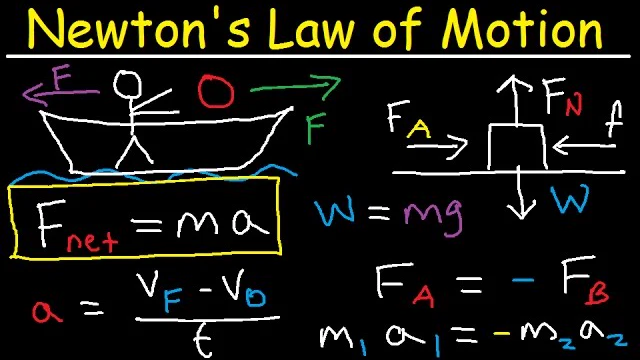 Newton's Law of Motion
F F
F_A F_N f W
F_net = ma
W = mg
a = (V_F - V_0) / t
F_A = - F_B
m_1 a_1 = - m_2 a_2